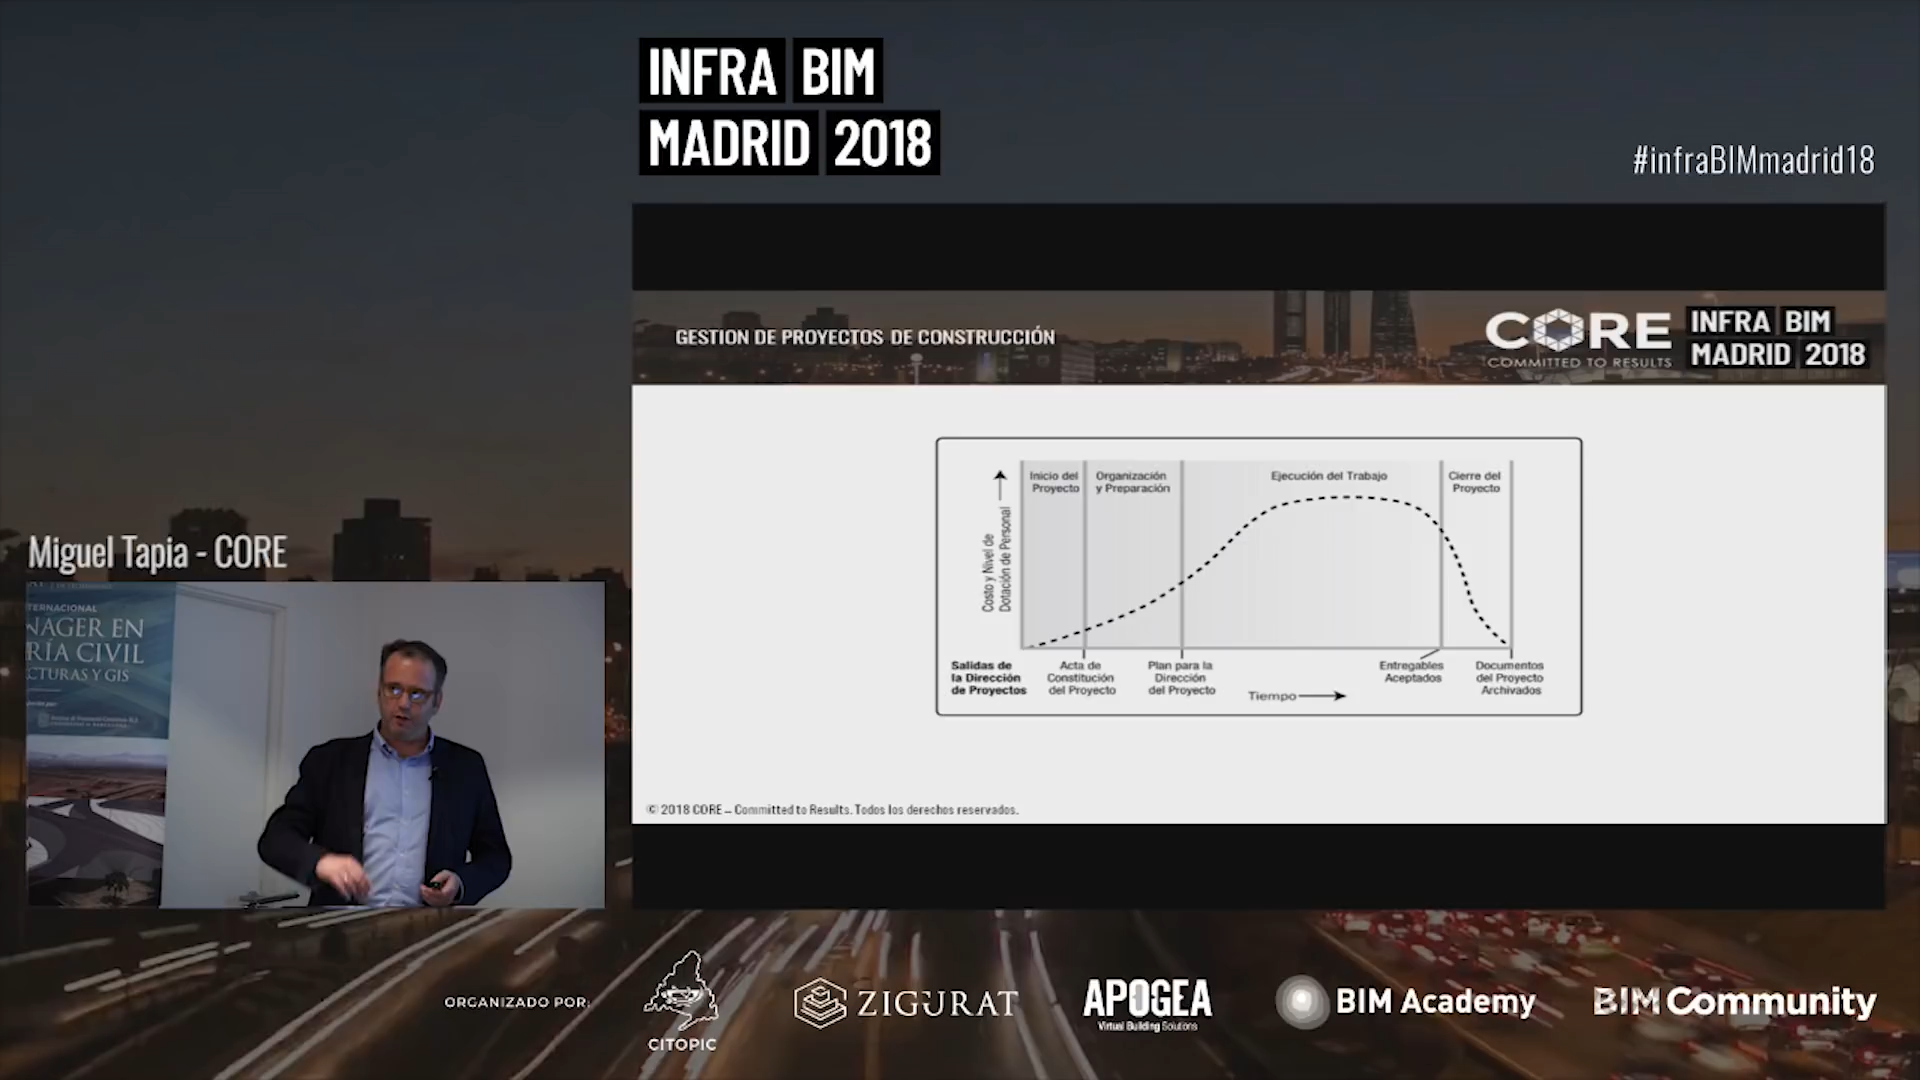 INFRA BIM
MADRID 2018
#infraBIMmadrid18
GESTION DE PROYECTOS DE CONSTRUCCIÓN
CORE
COMMITTED TO RESULTS
INFRA BIM
MADRID 2018
Inicio del
Proyecto
Organización
y Preparación
Ejecución del Trabajo
Cierre del
Proyecto
Costo y Nivel de
Dotación de Personal
Salidas de
la Dirección
de Proyectos
Acta de
Constitución
del Proyecto
Plan para la
Dirección
del Proyecto
Tiempo
Entregables
Aceptados
Documentos
del Proyecto
Archivados
© 2018 CORE – Committed to Results. Todos los derechos reservados.
Miguel Tapia - CORE
TERNACIONAL
NAGER EN
RÍA CIVIL
CTURAS Y GIS
ORGANIZADO POR:
CITOPIC
ZIGURAT
APOGEA
Virtual Building Solutions
BIM Academy
BIM Community